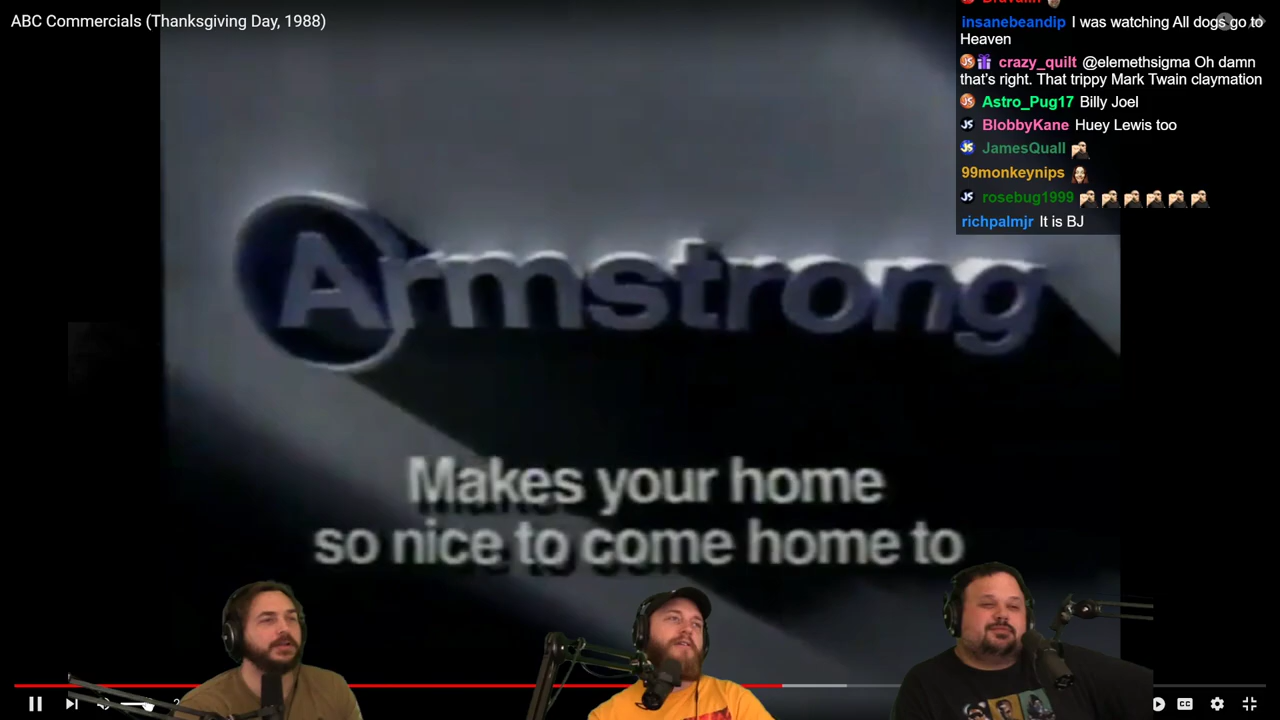 ABC Commercials (Thanksgiving Day, 1988)
insanebeandip I was watching All dogs go to
Heaven
crazy_quilt @elemethsigma Oh damn
that's right. That trippy Mark Twain claymation
Astro_Pug17 Billy Joel
BlobbyKane Huey Lewis too
JamesQuall
99monkeynips
rosebug1999
richpalmjr It is BJ
Armstrong
Makes your home
so nice to come home to